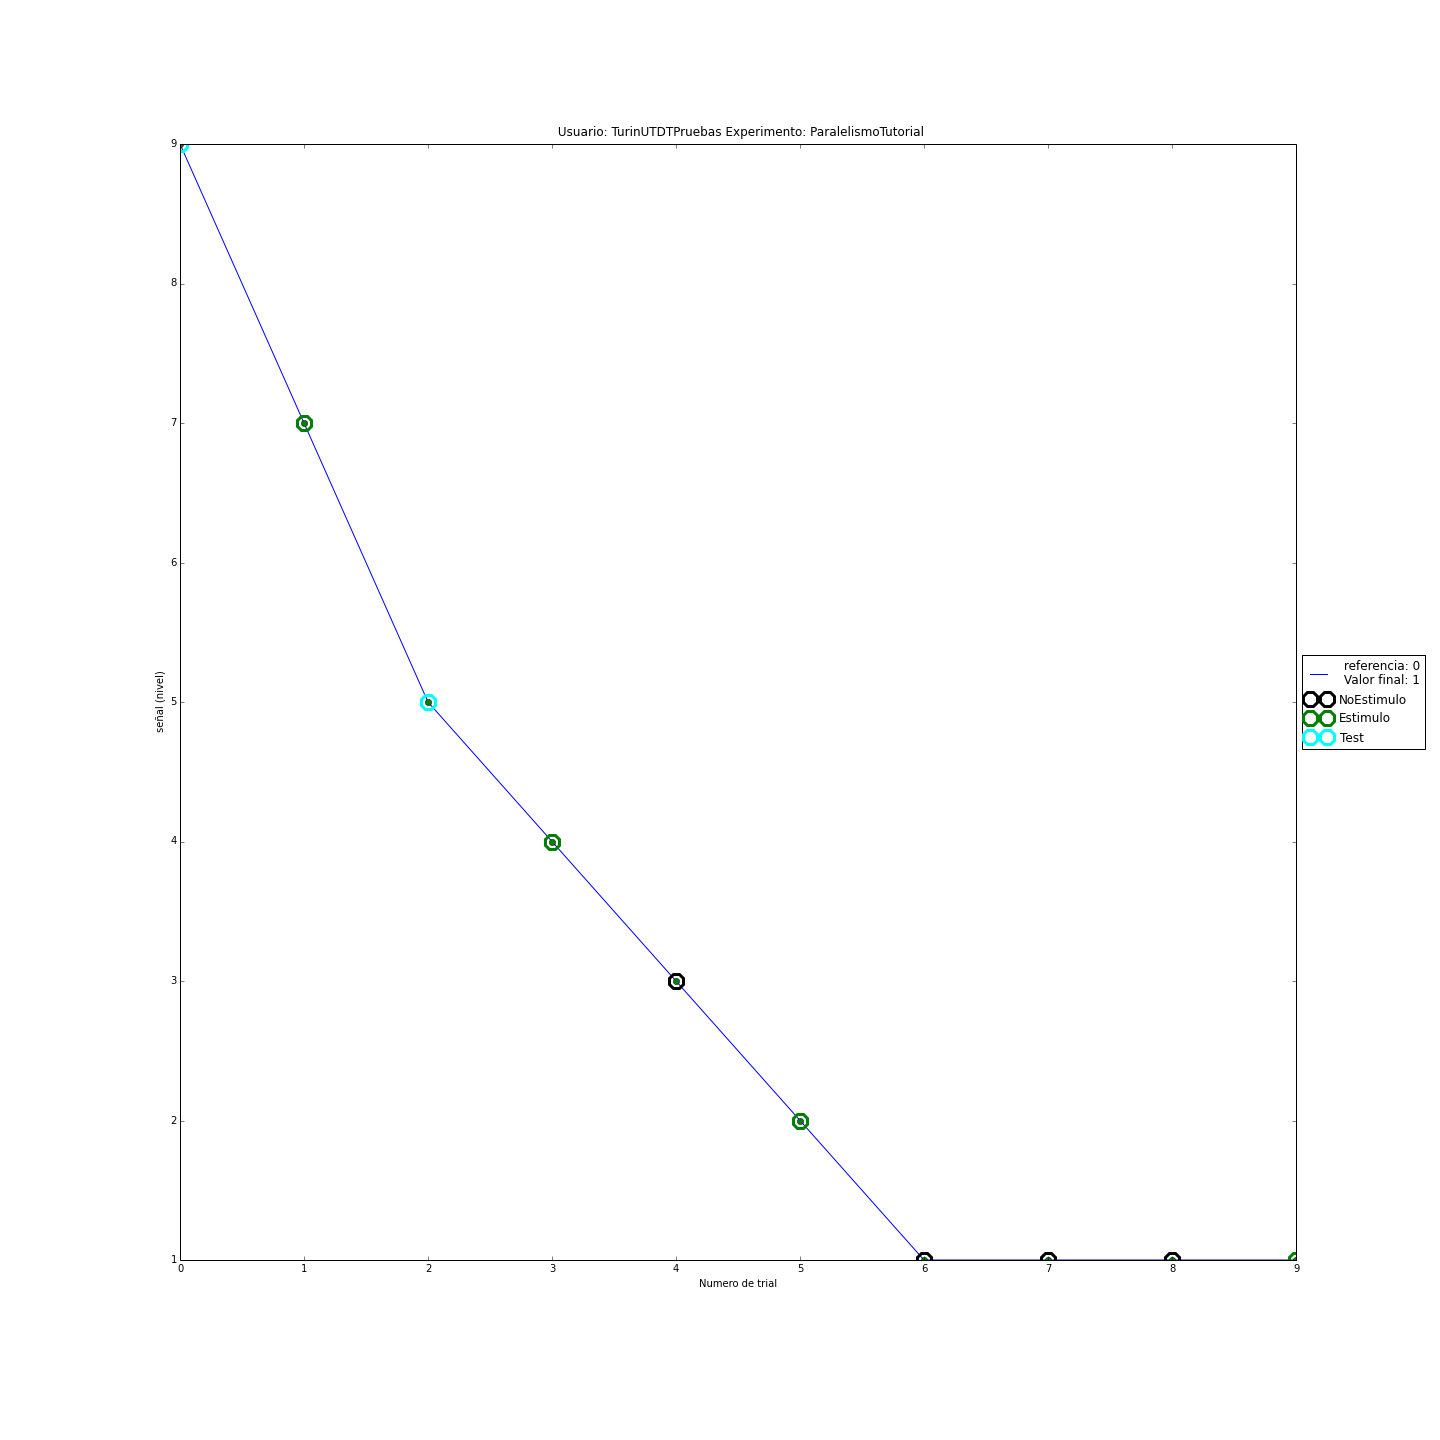 Usuario: TurinUTDTPruebas Experimento: ParalelismoTutorial
9
8
7
6
5
4
3
2
1
señal (nivel)
0 1 2 3 4 5 6 7 8 9
Numero de trial
referencia: 0
Valor final: 1
NoEstimulo
Estimulo
Test